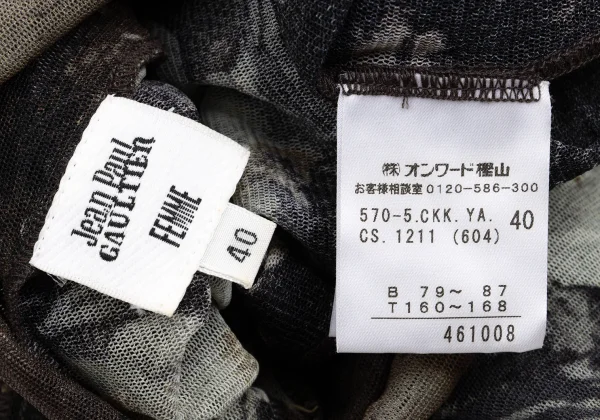 Jean Paul
GAULTIER
FEMME
40
(株)オンワード樫山
お客様相談室 0120-586-300
570-5.CKK.YA. 40
CS.1211 (604)
B 79～ 87
T 160～168
461008